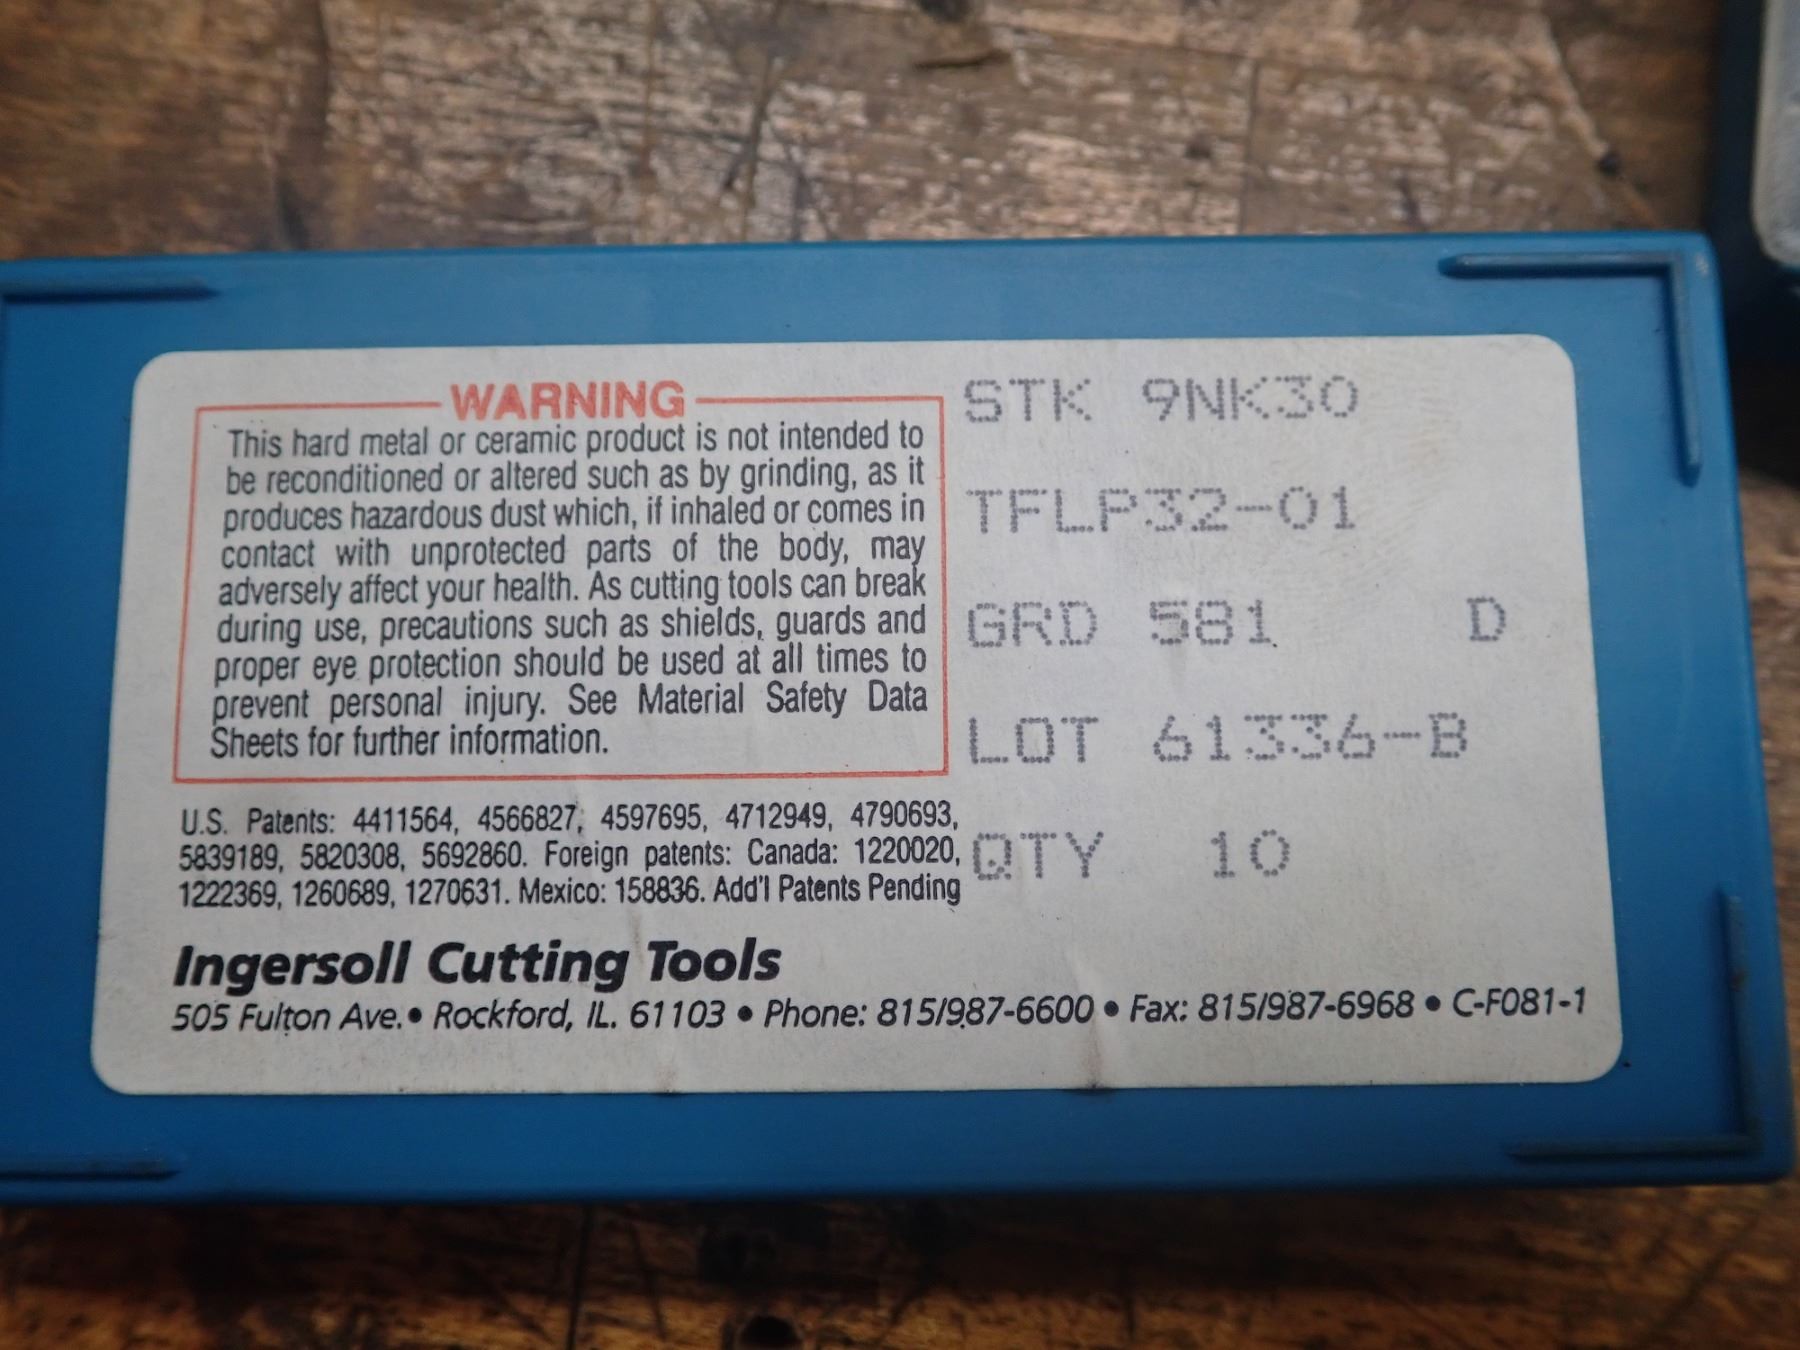 WARNING
This hard metal or ceramic product is not intended to
be reconditioned or altered such as by grinding, as it
produces hazardous dust which, if inhaled or comes in
contact with unprotected parts of the body, may
adversely affect your health. As cutting tools can break
during use, precautions such as shields, guards and
proper eye protection should be used at all times to
prevent personal injury. See Material Safety Data
Sheets for further information.
U.S. Patents: 4411564, 4566827, 4597695, 4712949, 4790693,
5839189, 5820308, 5692860. Foreign patents: Canada: 1220020,
1222369, 1260689, 1270631. Mexico: 158836. Add'l Patents Pending
STK 9NK30
TFLP32-01
GRD 581 D
LOT 61336-B
QTY 10
Ingersoll Cutting Tools
505 Fulton Ave. • Rockford, IL. 61103 • Phone: 815/987-6600 • Fax: 815/987-6968 • C-F081-1